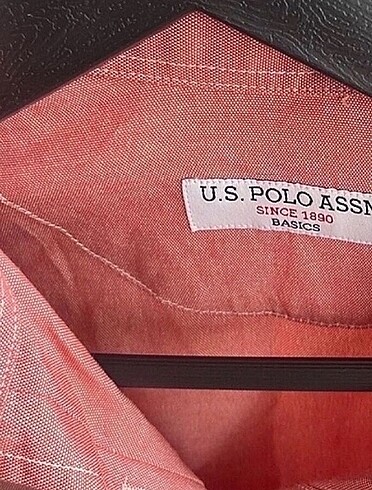 U.S. POLO ASSN
SINCE 1890
BASICS